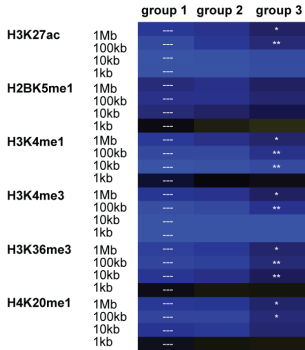 group 1 group 2 group 3
H3K27ac 1Mb --- *
100kb --- **
10kb ---
1kb ---
H2BK5me1 1Mb ---
100kb ---
10kb ---
1kb ---
H3K4me1 1Mb --- *
100kb --- **
10kb --- **
1kb ---
H3K4me3 1Mb --- *
100kb --- **
10kb ---
1kb ---
H3K36me3 1Mb --- *
100kb --- **
10kb --- **
1kb ---
H4K20me1 1Mb --- *
100kb --- *
10kb ---
1kb ---